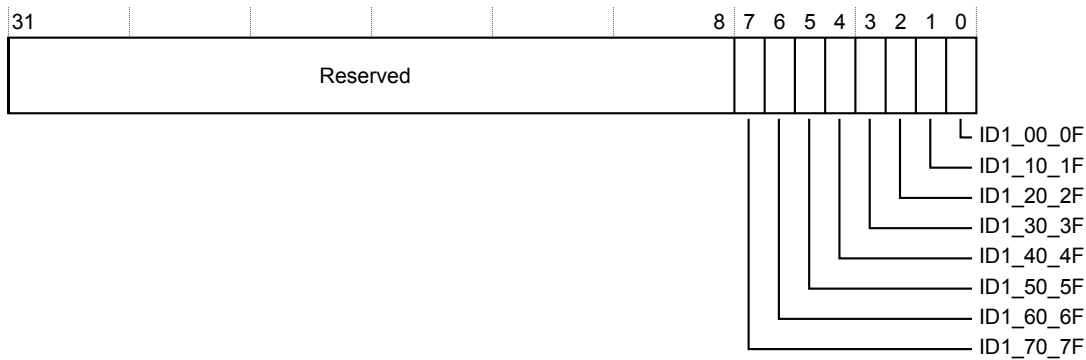 31 8 7 6 5 4 3 2 1 0
Reserved
ID1_00_0F
ID1_10_1F
ID1_20_2F
ID1_30_3F
ID1_40_4F
ID1_50_5F
ID1_60_6F
ID1_70_7F